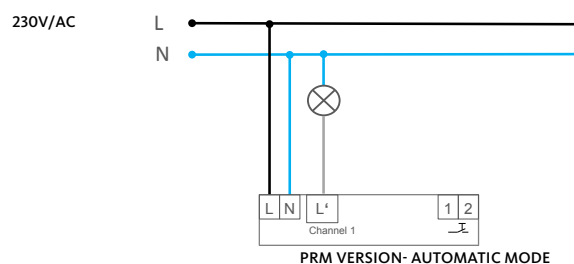 230V/AC L
N
L N L‘ 1 2
Channel 1
PRM VERSION- AUTOMATIC MODE